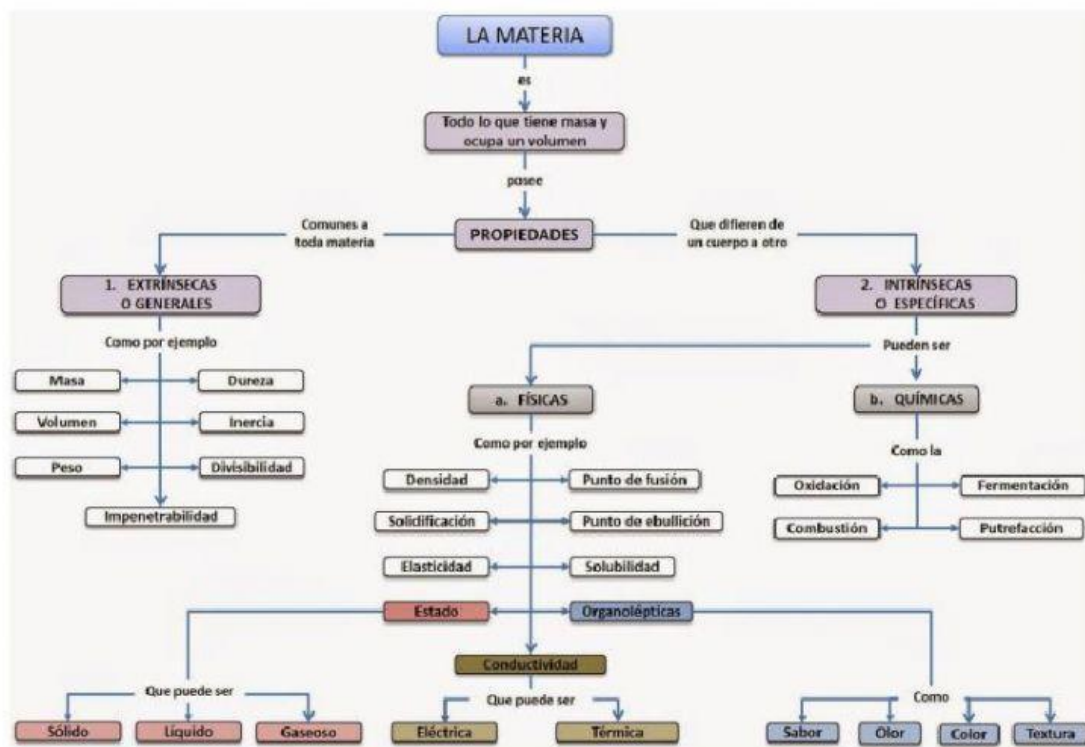 LA MATERIA
es
Todo lo que tiene masa y
ocupa un volumen
posee
PROPIEDADES
Comunes a
toda materia
Que difieren de
un cuerpo a otro
1. EXTRÍNSECAS
O GENERALES
2. INTRÍNSECAS
O ESPECÍFICAS
Como por ejemplo
Masa
Dureza
Volumen
Inercia
Peso
Divisibilidad
Impenetrabilidad
Pueden ser
a. FÍSICAS
b. QUÍMICAS
Como por ejemplo
Densidad
Punto de fusión
Solidificación
Punto de ebullición
Elasticidad
Solubilidad
Estado
Organolépticas
Conductividad
Como la
Oxidación
Fermentación
Combustión
Putrefacción
Que puede ser
Sólido
Líquido
Gaseoso
Que puede ser
Eléctrica
Térmica
Como
Sabor
Olor
Color
Textura